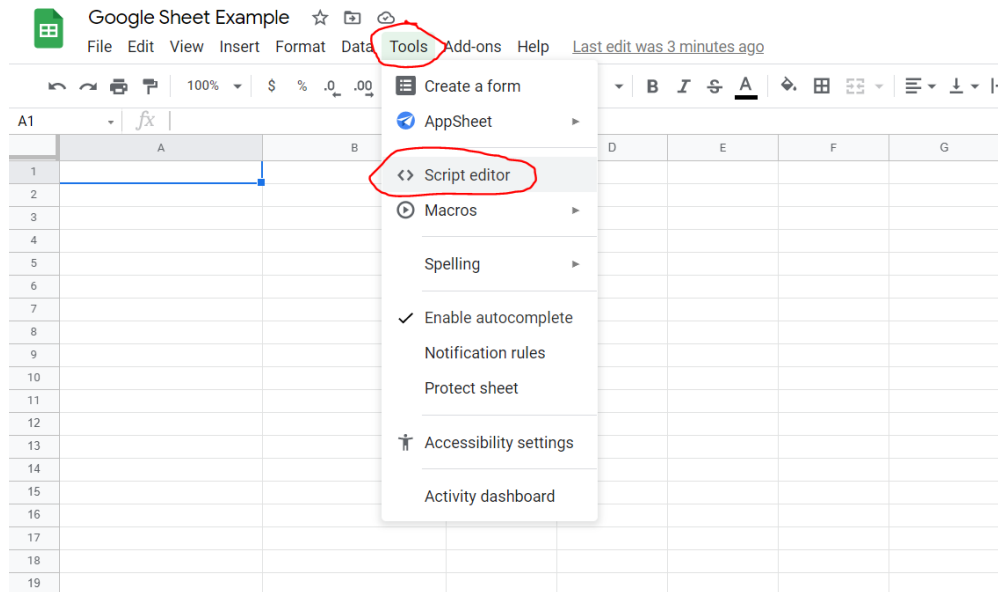 Google Sheet Example
File Edit View Insert Format Data Tools Add-ons Help Last edit was 3 minutes ago
100% $ % .0 .00 B I S A
A1 fx
A B D E F G
Create a form
AppSheet
Script editor
Macros
Spelling
Enable autocomplete
Notification rules
Protect sheet
Accessibility settings
Activity dashboard
1
2
3
4
5
6
7
8
9
10
11
12
13
14
15
16
17
18
19